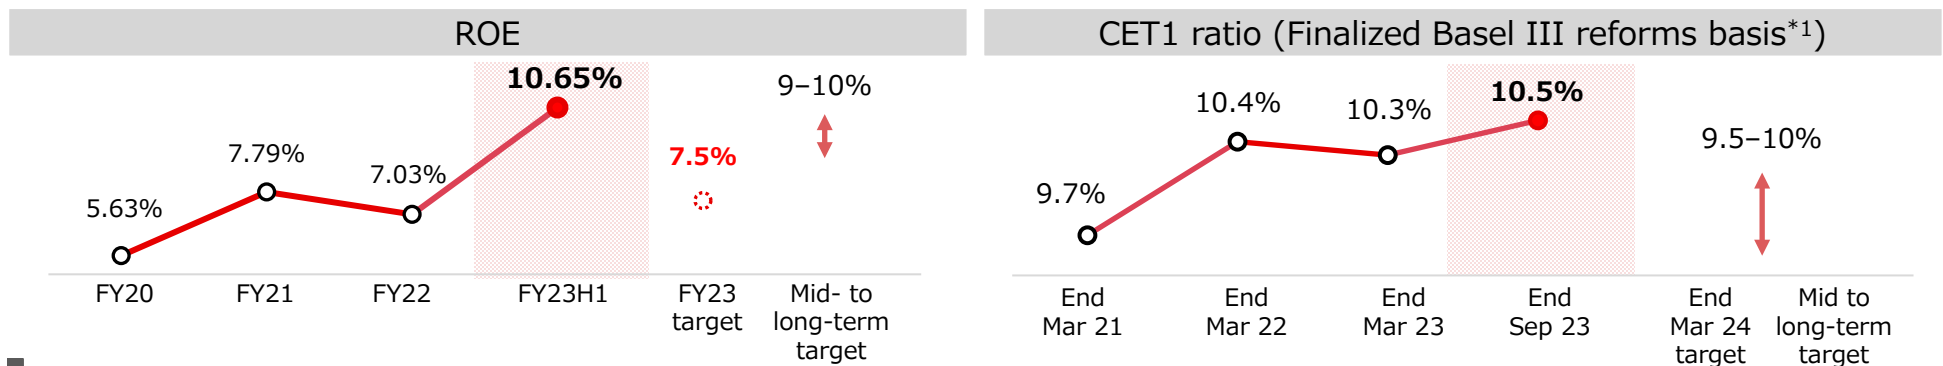 ROE
10.65%
9–10%
7.79%
7.5%
7.03%
5.63%
FY20
FY21
FY22
FY23H1
FY23
target
Mid- to
long-term
target
CET1 ratio (Finalized Basel III reforms basis*1)
10.5%
10.4%
10.3%
9.5–10%
9.7%
End
Mar 21
End
Mar 22
End
Mar 23
End
Sep 23
End
Mar 24
target
Mid to
long-term
target